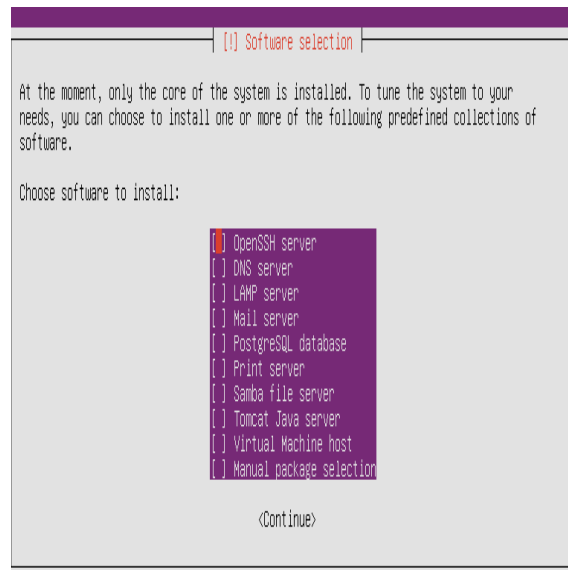 [!] Software selection
At the moment, only the core of the system is installed. To tune the system to your
needs, you can choose to install one or more of the following predefined collections of
software.
Choose software to install:
[ ] OpenSSH server
[ ] DNS server
[ ] LAMP server
[ ] Mail server
[ ] PostgreSQL database
[ ] Print server
[ ] Samba file server
[ ] Tomcat Java server
[ ] Virtual Machine host
[ ] Manual package selection
<Continue>